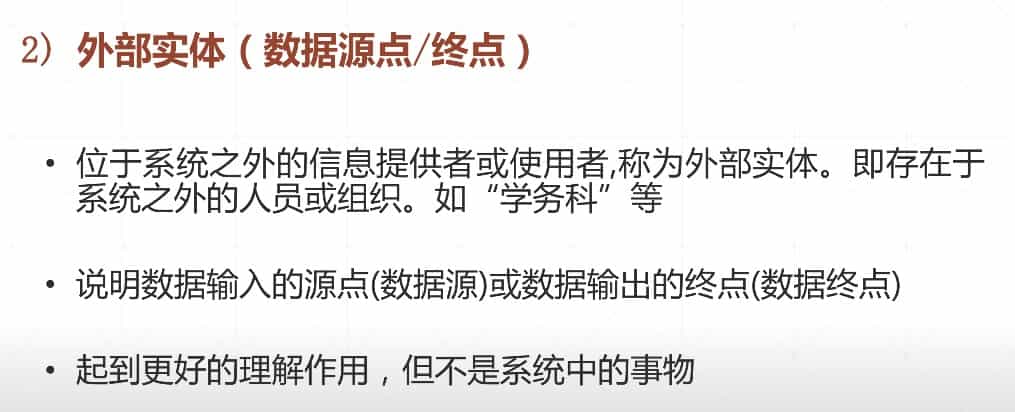 2) 外部实体（数据源点/终点）
• 位于系统之外的信息提供者或使用者,称为外部实体。即存在于
系统之外的人员或组织。如“学务科”等
• 说明数据输入的源点(数据源)或数据输出的终点(数据终点)
• 起到更好的理解作用，但不是系统中的事物